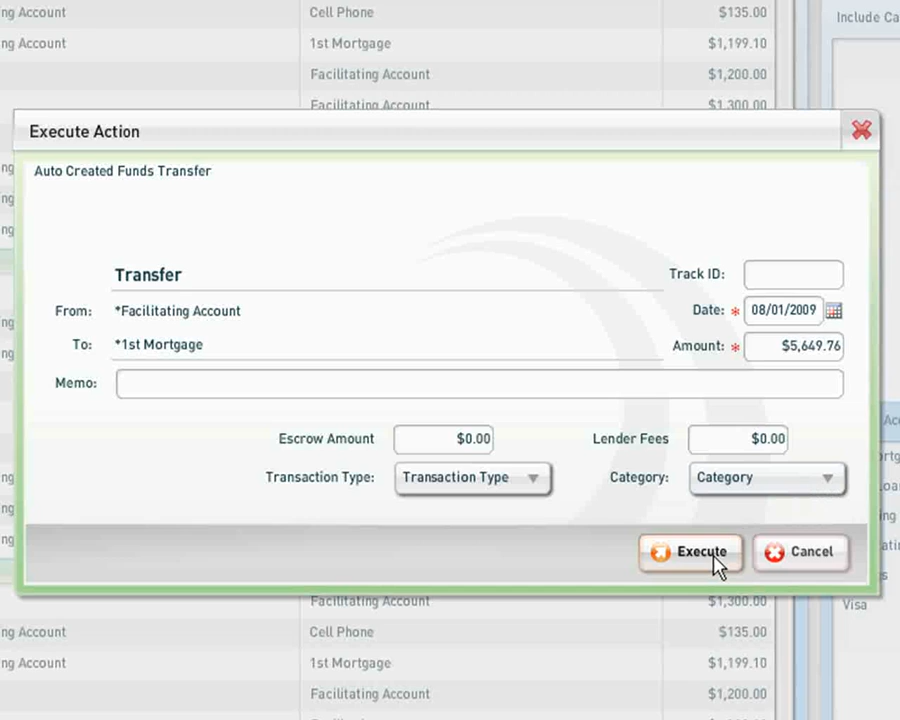 ng Account Cell Phone $135.00 Include Ca
ng Account 1st Mortgage $1,199.10
Facilitating Account $1,200.00
Facilitating Account $1,300.00
Execute Action
Auto Created Funds Transfer
Transfer Track ID:
From: *Facilitating Account Date: * 08/01/2009
To: *1st Mortgage Amount: * $5,649.76
Memo:
Escrow Amount $0.00 Lender Fees $0.00
Transaction Type: Transaction Type Category: Category
Execute Cancel
Facilitating Account $1,300.00 Visa
ng Account Cell Phone $135.00
ng Account 1st Mortgage $1,199.10
Facilitating Account $1,200.00